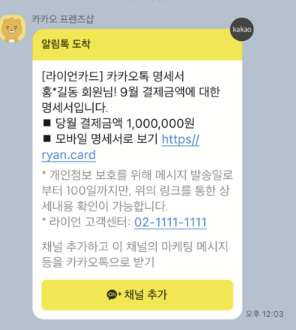 카카오 프렌즈샵
kakao
알림톡 도착
[라이언카드] 카카오톡 명세서
홍*길동 회원님! 9월 결제금액에 대한
명세서입니다.
■ 당월 결제금액 1,000,000원
■ 모바일 명세서로 보기 https//
ryan.card
* 개인정보 보호를 위해 메시지 발송일로
부터 100일까지만, 위의 링크를 통한 상
세내용 확인이 가능합니다.
* 라이언 고객센터: 02-1111-1111
채널 추가하고 이 채널의 마케팅 메시지
등을 카카오톡으로 받기
채널 추가
오후 12:03